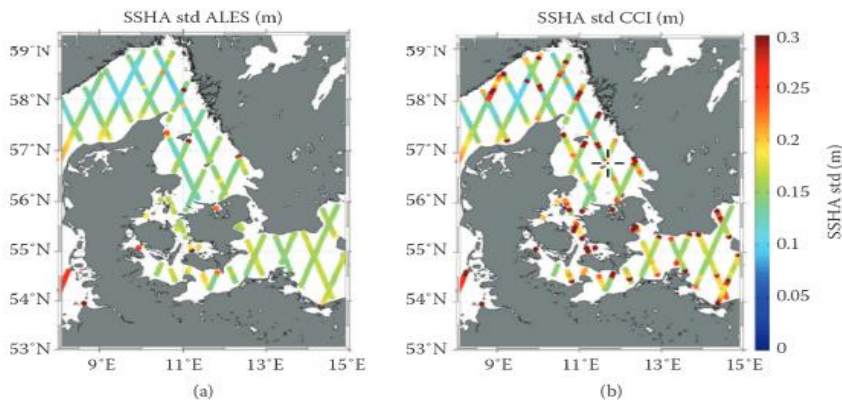 SSHA std ALES (m)
59°N
58°N
57°N
56°N
55°N
54°N
53°N
9°E
11°E
13°E
15°E
(a)
SSHA std CCI (m)
59°N
58°N
57°N
56°N
55°N
54°N
53°N
9°E
11°E
13°E
15°E
(b)
0.3
0.25
0.2
0.15
0.1
0.05
0
SSHA std (m)